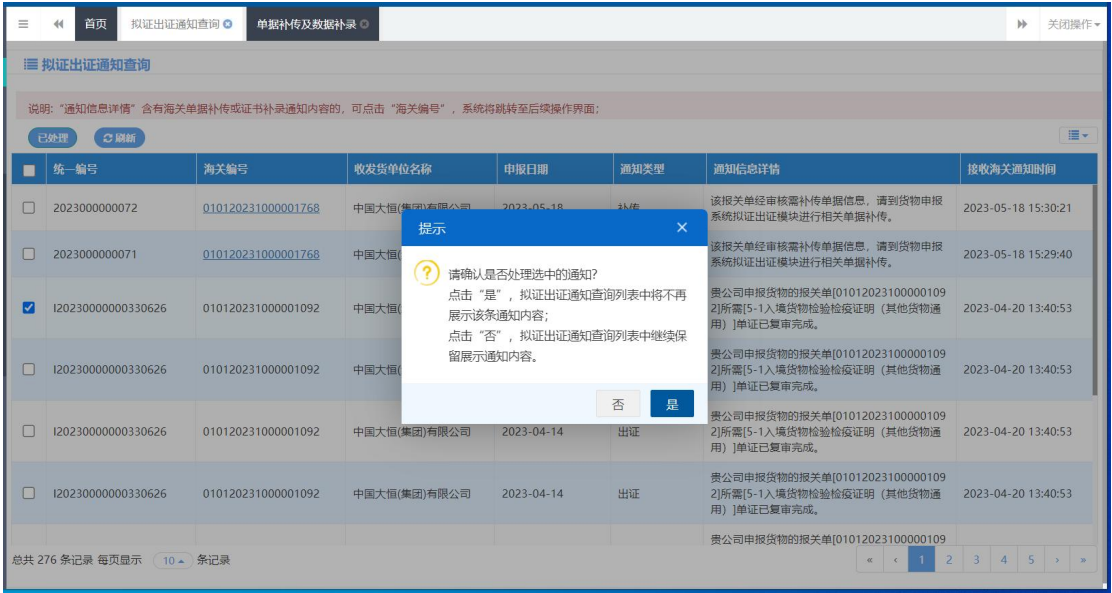 首页 拟证出证通知查询 单据补传及数据补录 关闭操作
拟证出证通知查询
说明: “通知信息详情”含有海关单据补传或证书补录通知内容的, 可点击“海关编号”, 系统将跳转至后续操作界面;
已处理 刷新
统一编号 海关编号 收发货单位名称 申报日期 通知类型 通知信息详情 接收海关通知时间
2023000000072 010120231000001768 中国大恒(集团)有限公司 2023-05-18 补传 该报关单经审核需补传单据信息, 请到货物申报 2023-05-18 15:30:21
系统拟证出证模块进行相关单据补传。
2023000000071 010120231000001768 中国大恒( 该报关单经审核需补传单据信息, 请到货物申报 2023-05-18 15:29:40
系统拟证出证模块进行相关单据补传。
提示
请确认是否处理选中的通知?
点击“是”, 拟证出证通知查询列表中将不再
展示该条通知内容;
点击“否”, 拟证出证通知查询列表中继续保
留展示通知内容。
否 是
贵公司申报货物的报关单[01012023100000109
I20230000000330626 010120231000001092 中国大恒( 2]所需[5-1入境货物检验检疫证明 (其他货物通 2023-04-20 13:40:53
用) ]单证已复审完成。
贵公司申报货物的报关单[01012023100000109
I20230000000330626 010120231000001092 中国大恒( 2]所需[5-1入境货物检验检疫证明 (其他货物通 2023-04-20 13:40:53
用) ]单证已复审完成。
贵公司申报货物的报关单[01012023100000109
I20230000000330626 010120231000001092 中国大恒(集团)有限公司 2023-04-14 出证 2]所需[5-1入境货物检验检疫证明 (其他货物通 2023-04-20 13:40:53
用) ]单证已复审完成。
贵公司申报货物的报关单[01012023100000109
I20230000000330626 010120231000001092 中国大恒(集团)有限公司 2023-04-14 出证 2]所需[5-1入境货物检验检疫证明 (其他货物通 2023-04-20 13:40:53
用) ]单证已复审完成。
贵公司申报货物的报关单[01012023100000109
总共 276 条记录 每页显示 10 条记录 « ‹ 1 2 3 4 5 › »